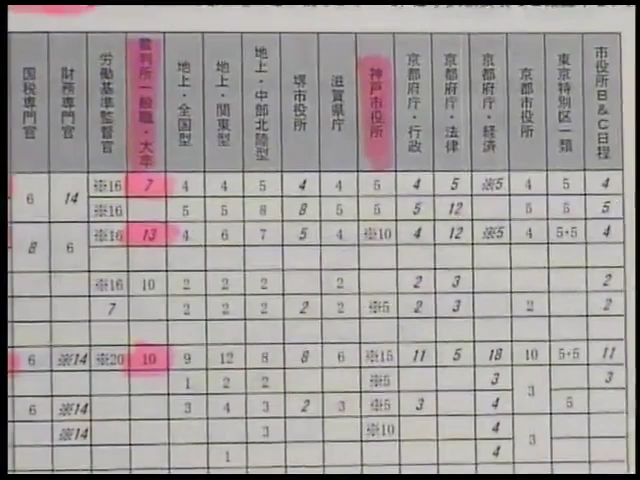 国税専門官 財務専門官 労働基準監督官 裁判所一般職・大卒 地上・全国型 地上・関東型 地上・中部北陸型 堺市役所 滋賀県庁 神戸市役所 京都府庁・行政 京都府庁・法律 京都府庁・経済 京都市役所 東京特別区一類 市役所B&C日程
6 14 ※16 7 4 4 5 4 4 5 4 5 ※5 4 5 4
※16 5 5 8 8 5 5 5 12 5 5 5
8 6 ※16 13 4 6 7 5 4 ※10 4 12 ※5 4 5+5 4
※16 10 2 2 2 2 2 3 2
7 2 2 2 2 2 ※5 2 3 2 2
6 ※14 ※20 10 9 12 8 8 6 ※15 11 5 18 10 5+5 11
1 2 2 ※5 3 3 3
6 ※14 3 4 3 2 3 ※5 3 4 5
※14 3 ※10 4 3
1 4